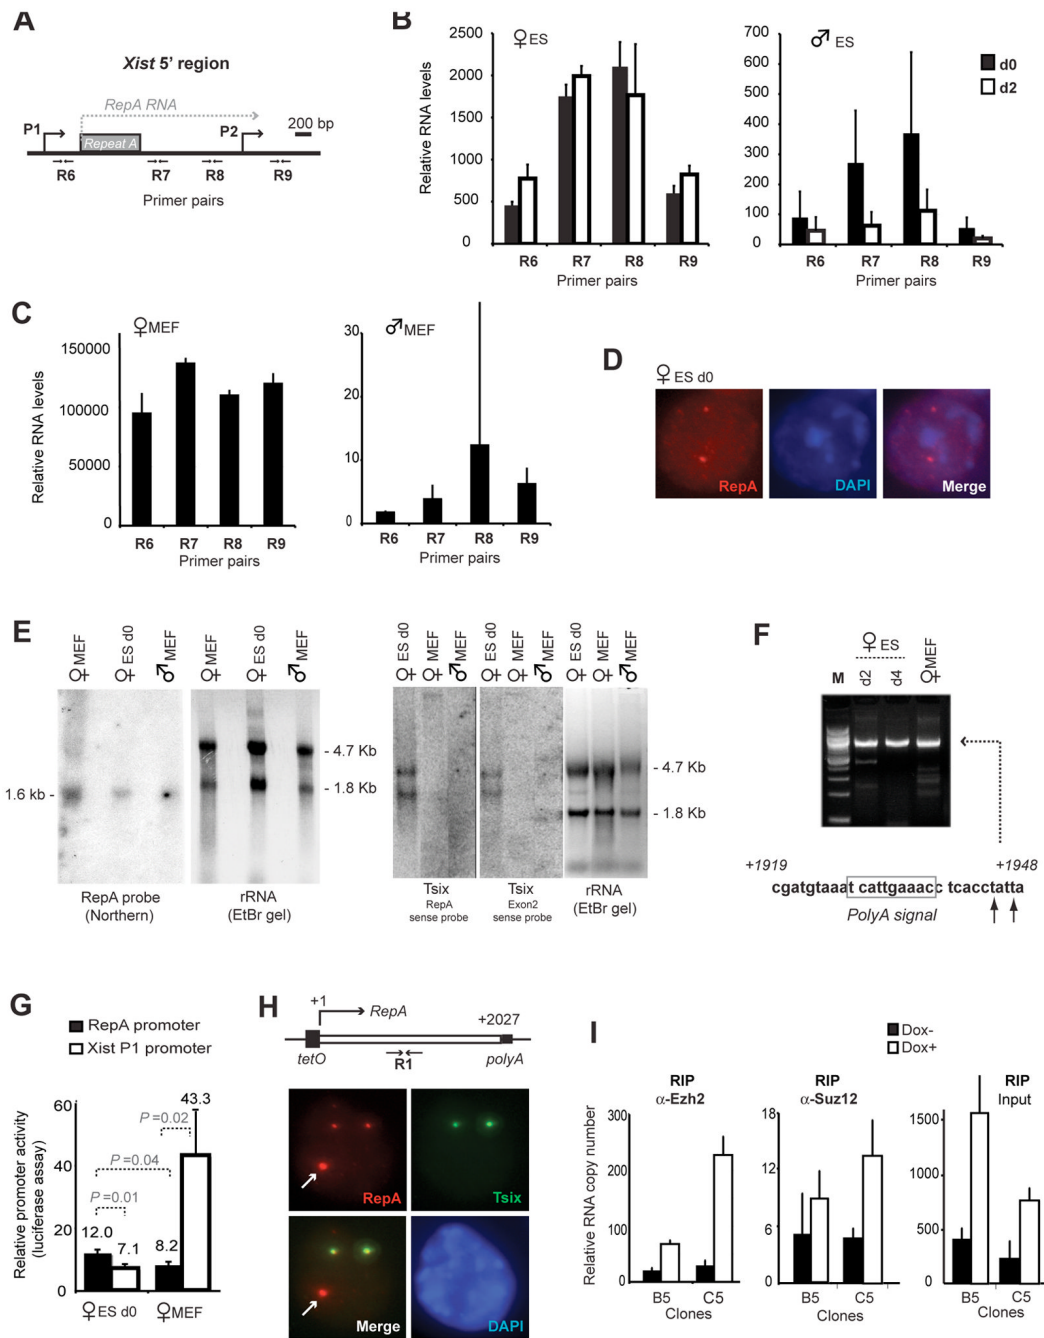 A
Xist 5' region
RepA RNA
P1
Repeat A
P2
200 bp
R6
R7
R8
R9
Primer pairs
B
♀ES
Relative RNA levels
2500
2000
1500
1000
500
0
R6
R7
R8
R9
Primer pairs
♂ ES
d0
d2
700
600
500
400
300
200
100
0
R6
R7
R8
R9
Primer pairs
C
♀MEF
Relative RNA levels
150000
100000
50000
0
R6
R7
R8
R9
Primer pairs
♂MEF
30
20
10
0
R6
R7
R8
R9
Primer pairs
D
♀ ES d0
RepA
DAPI
Merge
E
♀MEF
♀ES d0
♂MEF
♀MEF
♀ES d0
♂MEF
1.6 kb -
- 4.7 Kb
- 1.8 Kb
RepA probe
(Northern)
rRNA
(EtBr gel)
♀ES d0
♀MEF
♂MEF
♀ES d0
♀MEF
♂MEF
- 4.7 Kb
- 1.8 Kb
Tsix
RepA
sense probe
Tsix
Exon2
sense probe
rRNA
(EtBr gel)
F
♀ES
♀MEF
M
d2
d4
+1919
+1948
cgatgtaaat cattgaaacc tcacctatta
PolyA signal
G
RepA promoter
Xist P1 promoter
Relative promoter activity
(luciferase assay)
60
40
20
0
43.3
P=0.02
P=0.04
P=0.01
12.0
7.1
8.2
♀ES d0
♀MEF
H
+1
RepA
+2027
tetO
R1
polyA
RepA
Tsix
Merge
DAPI
I
Dox-
Dox+
RIP
α-Ezh2
RIP
α-Suz12
RIP
Input
Relative RNA copy number
300
200
100
0
B5
C5
Clones
18
12
6
0
B5
C5
Clones
1500
1000
500
0
B5
C5
Clones